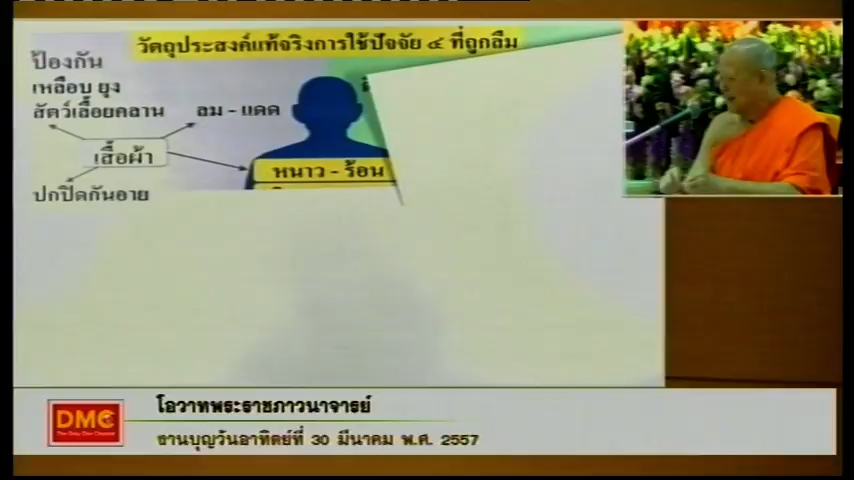 วัตถุประสงค์แท้จริงการใช้ปัจจัย ๔ ที่ถูกลืม
ป้องกัน
เหลือบ ยุง
สัตว์เลื้อยคลาน
ลม - แดด
เสื้อผ้า
หนาว - ร้อน
ปกปิดกันอาย
DMC
โอวาทพระราชภาวนาจารย์
งานบุญวันอาทิตย์ที่ 30 มีนาคม พ.ศ. 2557